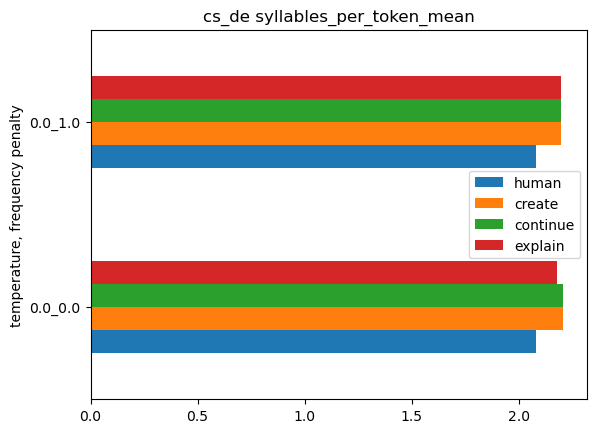 cs_de syllables_per_token_mean
temperature, frequency penalty
0.0_1.0
0.0_0.0
human
create
continue
explain
0.0 0.5 1.0 1.5 2.0